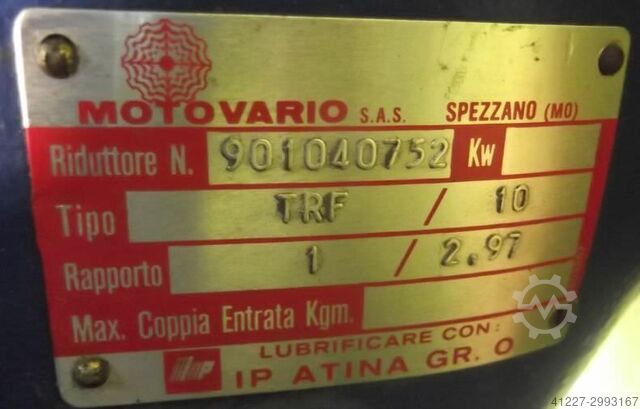 MOTOVARIO S.A.S. SPEZZANO (MO)
Riduttore N. 901040752 Kw
Tipo TRF / 10
Rapporto 1 / 2.97
Max. Coppia Entrata Kgm.
LUBRIFICARE CON:
IP ATINA GR. 0
41227-2993167